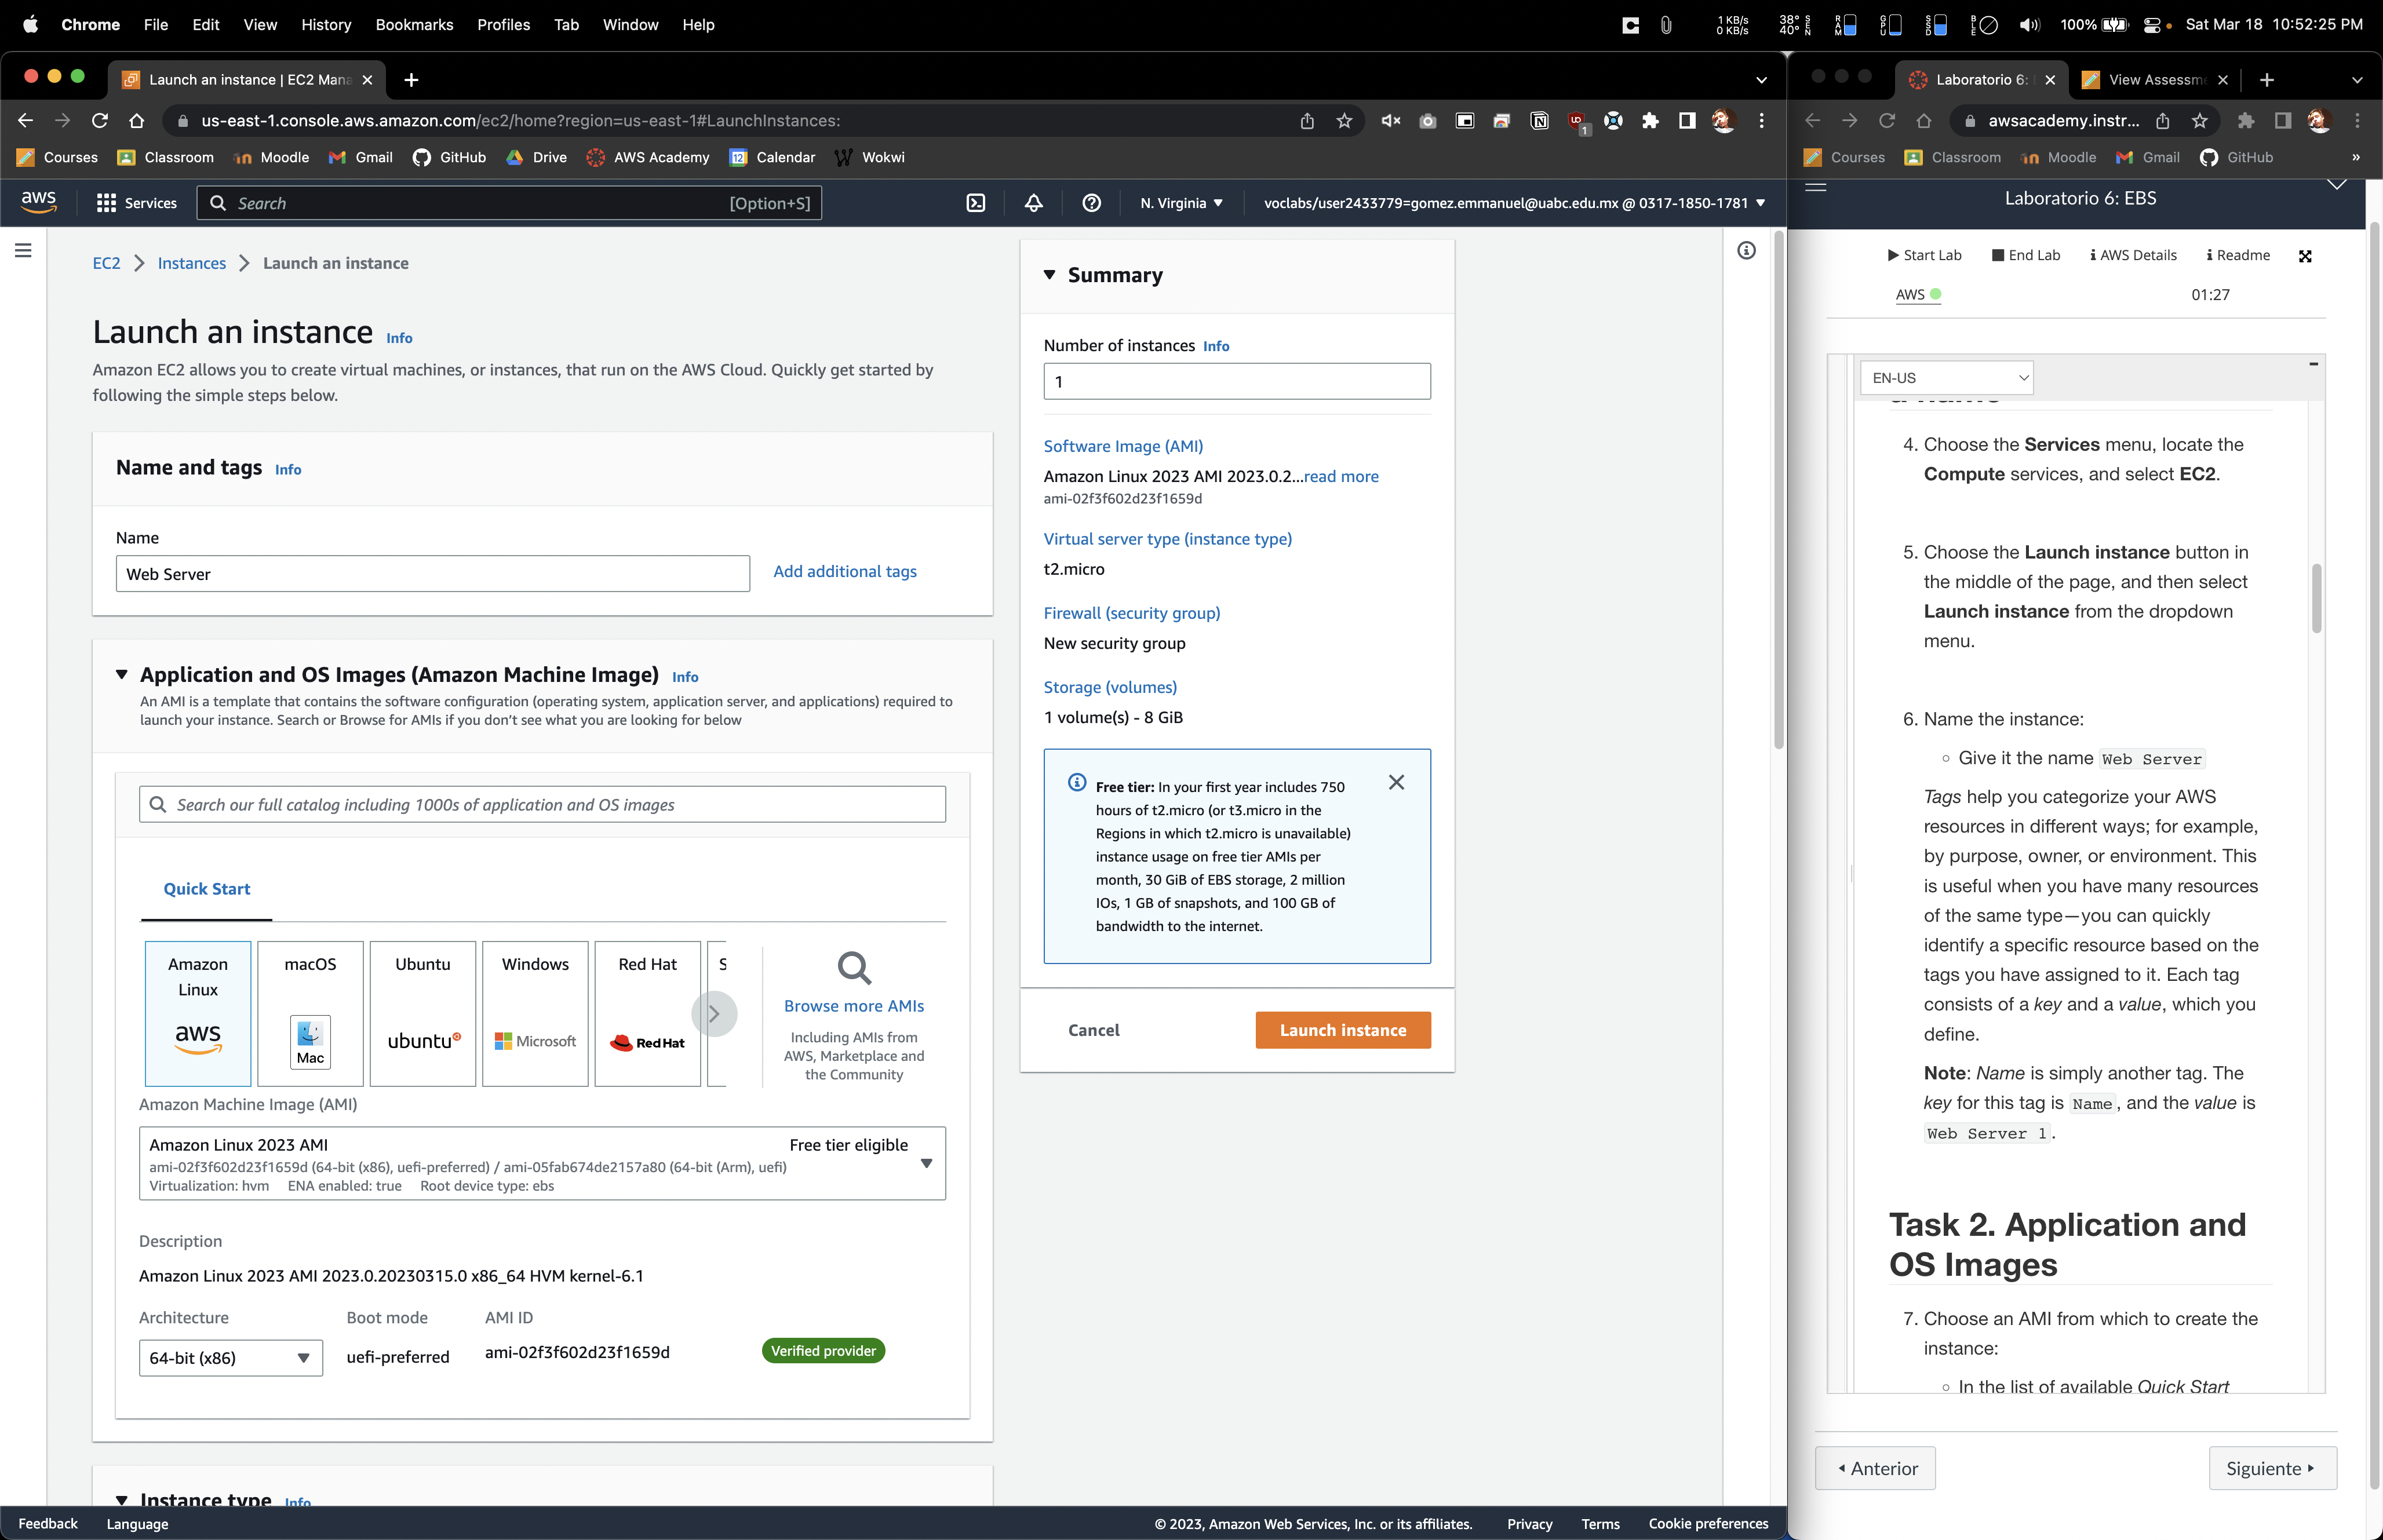 Chrome File Edit View History Bookmarks Profiles Tab Window Help
1 KB/s
0 KB/s
38°
40°
SEN
RAM
GPU
SSD
BLE
100%
Sat Mar 18 10:52:25 PM
Launch an instance | EC2 Mana
us-east-1.console.aws.amazon.com/ec2/home?region=us-east-1#LaunchInstances:
1
Courses Classroom Moodle Gmail GitHub Drive AWS Academy Calendar Wokwi
aws Services Search [Option+S] N. Virginia voclabs/user2433779=gomez.emmanuel@uabc.edu.mx @ 0317-1850-1781
EC2 Instances Launch an instance
Launch an instance Info
Amazon EC2 allows you to create virtual machines, or instances, that run on the AWS Cloud. Quickly get started by
following the simple steps below.
Name and tags Info
Name
Web Server
Add additional tags
Application and OS Images (Amazon Machine Image) Info
An AMI is a template that contains the software configuration (operating system, application server, and applications) required to
launch your instance. Search or Browse for AMIs if you don't see what you are looking for below
Search our full catalog including 1000s of application and OS images
Quick Start
Amazon
Linux
aws
macOS
Mac
Ubuntu
ubuntu
Windows
Microsoft
Red Hat
Red Hat
S
Browse more AMIs
Including AMIs from
AWS, Marketplace and
the Community
Amazon Machine Image (AMI)
Amazon Linux 2023 AMI Free tier eligible
ami-02f3f602d23f1659d (64-bit (x86), uefi-preferred) / ami-05fab674de2157a80 (64-bit (Arm), uefi)
Virtualization: hvm ENA enabled: true Root device type: ebs
Description
Amazon Linux 2023 AMI 2023.0.20230315.0 x86_64 HVM kernel-6.1
Architecture Boot mode AMI ID
64-bit (x86) uefi-preferred ami-02f3f602d23f1659d Verified provider
Instance type Info
Summary
Number of instances Info
1
Software Image (AMI)
Amazon Linux 2023 AMI 2023.0.2...read more
ami-02f3f602d23f1659d
Virtual server type (instance type)
t2.micro
Firewall (security group)
New security group
Storage (volumes)
1 volume(s) - 8 GiB
Free tier: In your first year includes 750
hours of t2.micro (or t3.micro in the
Regions in which t2.micro is unavailable)
instance usage on free tier AMIs per
month, 30 GiB of EBS storage, 2 million
IOs, 1 GB of snapshots, and 100 GB of
bandwidth to the internet.
Cancel Launch instance
Feedback Language © 2023, Amazon Web Services, Inc. or its affiliates. Privacy Terms Cookie preferences
Laboratorio 6: View Assessme
awsacademy.instr...
Courses Classroom Moodle Gmail GitHub »
Laboratorio 6: EBS
Start Lab End Lab AWS Details Readme
AWS 01:27
EN-US
4. Choose the Services menu, locate the
Compute services, and select EC2.
5. Choose the Launch instance button in
the middle of the page, and then select
Launch instance from the dropdown
menu.
6. Name the instance:
Give it the name Web Server
Tags help you categorize your AWS
resources in different ways; for example,
by purpose, owner, or environment. This
is useful when you have many resources
of the same type—you can quickly
identify a specific resource based on the
tags you have assigned to it. Each tag
consists of a key and a value, which you
define.
Note: Name is simply another tag. The
key for this tag is Name, and the value is
Web Server 1.
Task 2. Application and
OS Images
7. Choose an AMI from which to create the
instance:
In the list of available Quick Start
Anterior Siguiente